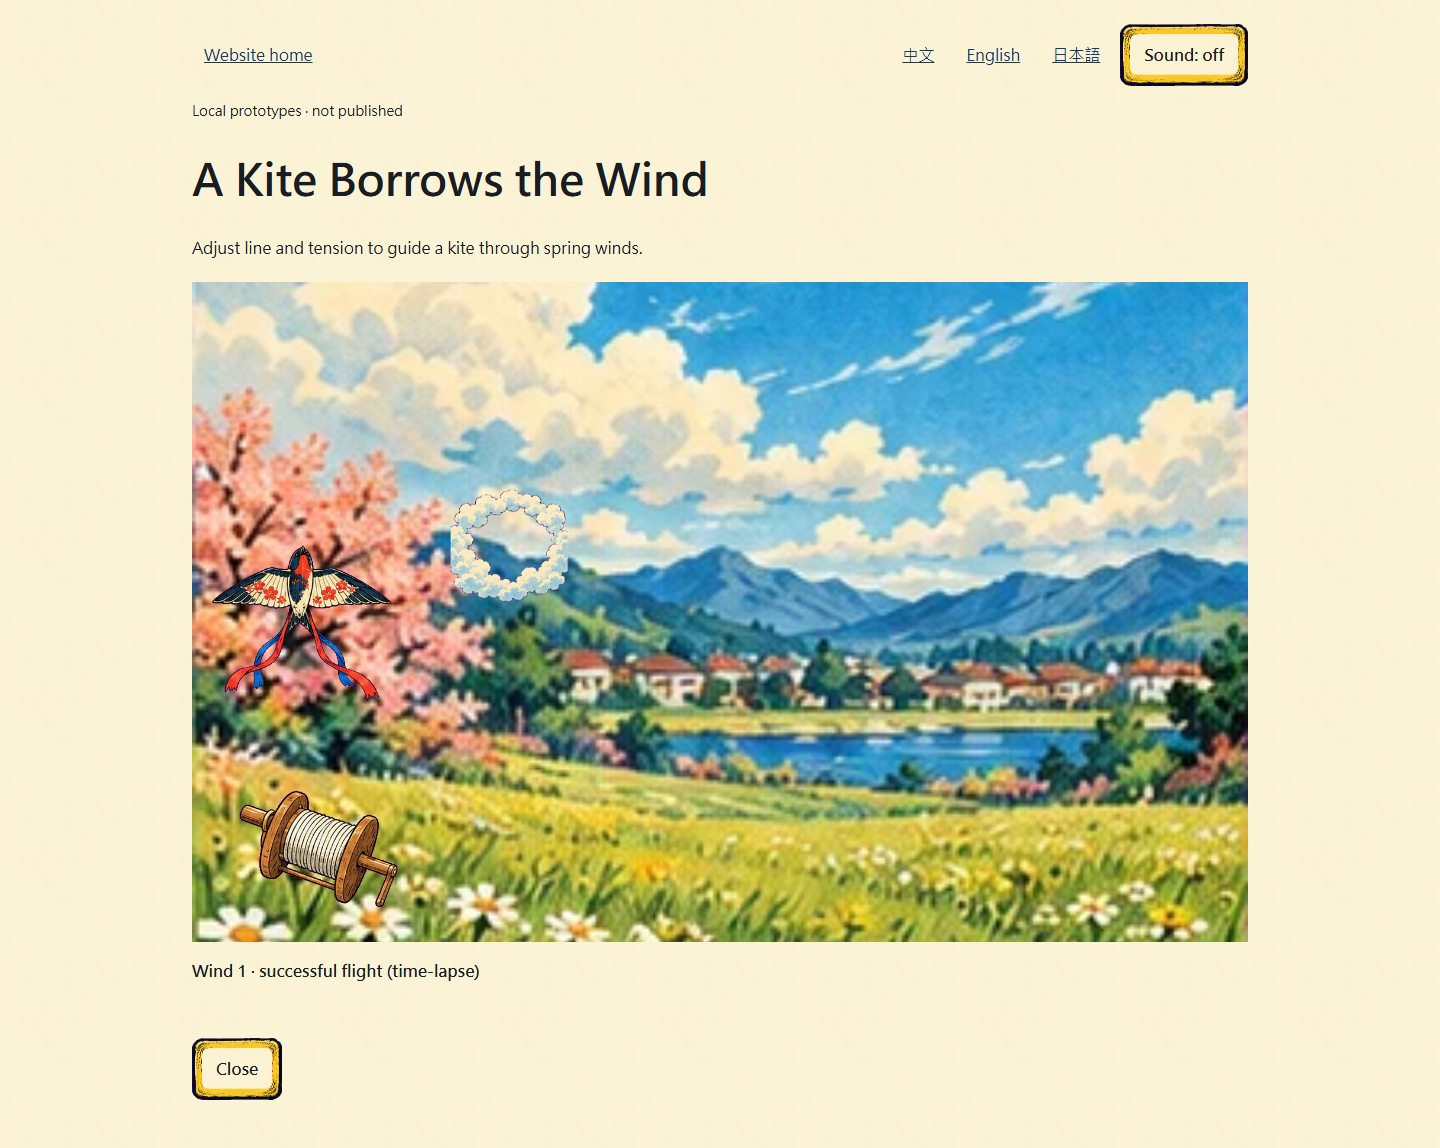 Website home
中文
English
日本語
Sound: off
Local prototypes · not published
A Kite Borrows the Wind
Adjust line and tension to guide a kite through spring winds.
Wind 1 · successful flight (time-lapse)
Close